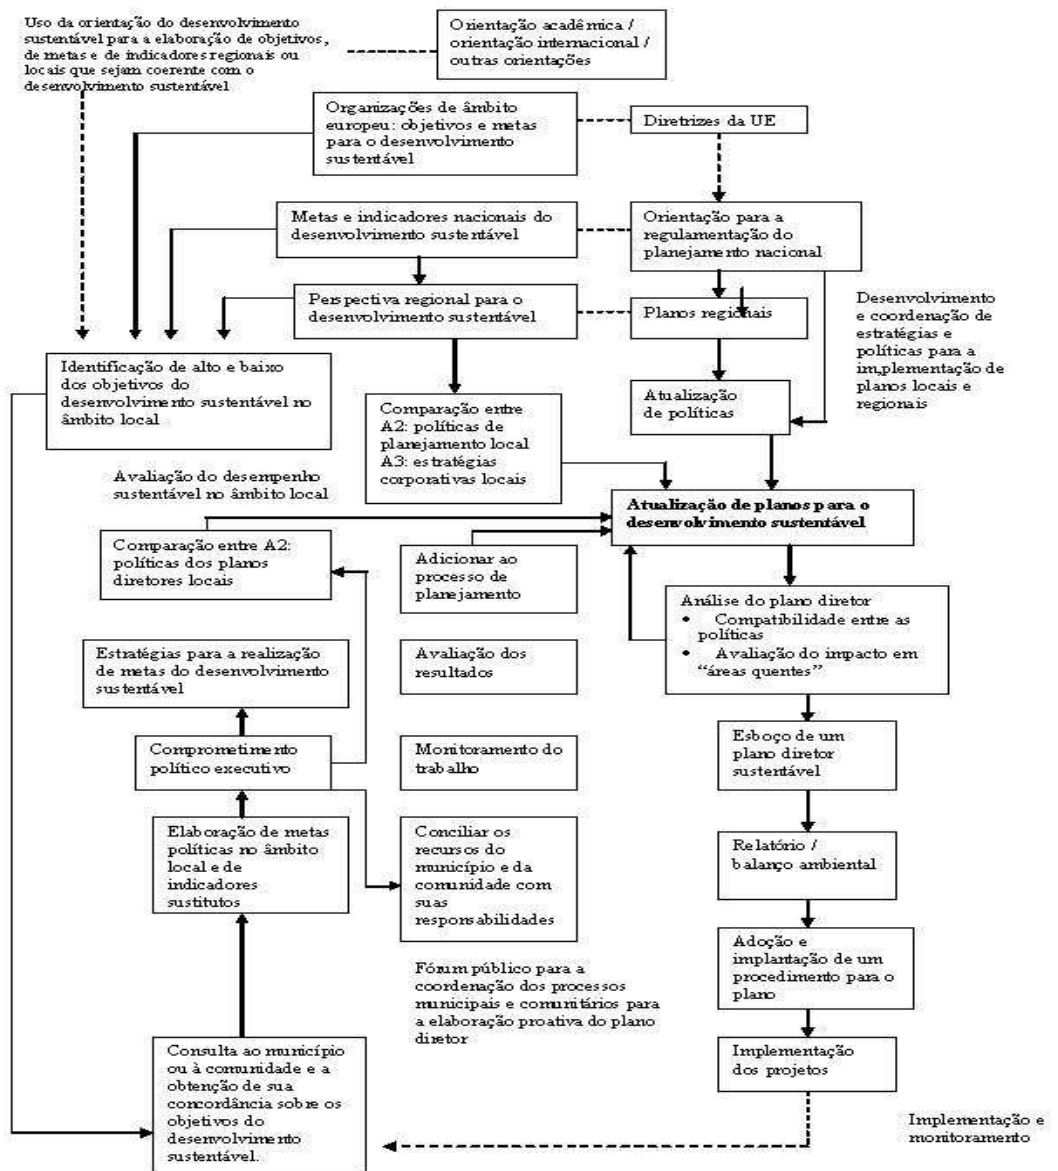 Uso da orientação do desenvolvimento
sustentável para a elaboração de objetivos,
de metas e de indicadores regionais ou
locais que sejam coerente com o
desenvolvimento sustentável
Orientação acadêmica /
orientação internacional /
outras orientações
Organizações de âmbito
europeu: objetivos e metas
para o desenvolvimento
sustentável
Diretrizes da UE
Metas e indicadores nacionais do
desenvolvimento sustentável
Orientação para a
regulamentação do
planejamento nacional
Perspectiva regional para o
desenvolvimento sustentável
Planos regionais
Desenvolvimento
e coordenação de
estratégias e
políticas para a
im,plementação de
planos locais e
regionais
Identificação de alto e baixo
dos objetivos do
desenvolvimento sustentável no
âmbito local
Comparação entre
A2: políticas de
planejamento local
A3: estratégias
corporativas locais
Atualização
de políticas
Avaliação do desempenho
sustentável no âmbito local
Atualização de planos para o
desenvolvimento sustentável
Comparação entre A2:
políticas dos planos
diretores locais
Adicionar ao
processo de
planejamento
Análise do plano diretor
• Compatibilidade entre as
políticas
• Avaliação do impacto em
“áreas quentes”
Estratégias para a realização
de metas do desenvolvimento
sustentável
Avaliação dos
resultados
Comprometimento
político executivo
Monitoramento do
trabalho
Esboço de um
plano diretor
sustentável
Elaboração de metas
políticas no âmbito
local e de
indicadores
sustitutos
Conciliar os
recursos do
município e da
comunidade com
suas
responsabilidades
Relatório /
balanço ambiental
Adoção e
implantação de um
procedimento para o
plano
Fórum público para a
coordenação dos processos
municipais e comunitários para
a elaboração proativa do plano
diretor
Consulta ao município
ou à comunidade e a
obtenção de sua
concordância sobre os
objetivos do
desenvolvimento
sustentável.
Implementação
dos projetos
Implementação e
monitoramento